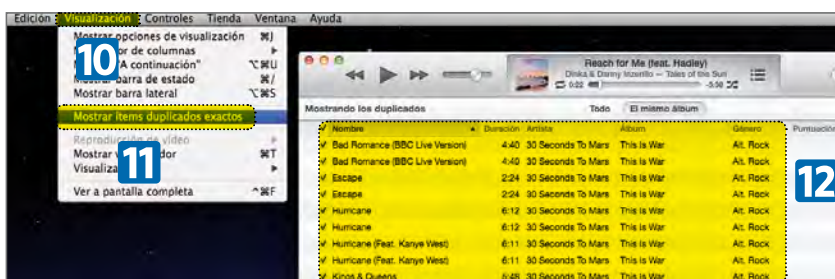 Edición Visualización Controles Tienda Ventana Ayuda
Mostrar opciones de visualización ⌘J
or de columnas
10
"A continuación" ⌥⌘U
Mostrar barra de estado ⌘/
Mostrar barra lateral ⌥⌘S
Mostrar ítems duplicados exactos
Reproducción de vídeo
Mostrar dor ⌘T
11
Visualiza
Ver a pantalla completa ^⌘F
Reach for Me (feat. Hadley)
Dinka & Danny Inzerillo — Tales of the Sun
0:22
Mostrando los duplicados Todo El mismo álbum
Nombre Duración Artista Álbum Género Puntuación
Bad Romance (BBC Live Version) 4:40 30 Seconds To Mars This Is War Alt. Rock
Bad Romance (BBC Live Version) 4:40 30 Seconds To Mars This Is War Alt. Rock
Escape 2:24 30 Seconds To Mars This Is War Alt. Rock
Escape 2:24 30 Seconds To Mars This Is War Alt. Rock
12
Hurricane 6:12 30 Seconds To Mars This Is War Alt. Rock
Hurricane 6:12 30 Seconds To Mars This Is War Alt. Rock
Hurricane (Feat. Kanye West) 6:11 30 Seconds To Mars This Is War Alt. Rock
Hurricane (Feat. Kanye West) 6:11 30 Seconds To Mars This Is War Alt. Rock
Kings & Queens 5:48 30 Seconds To Mars This Is War Alt. Rock